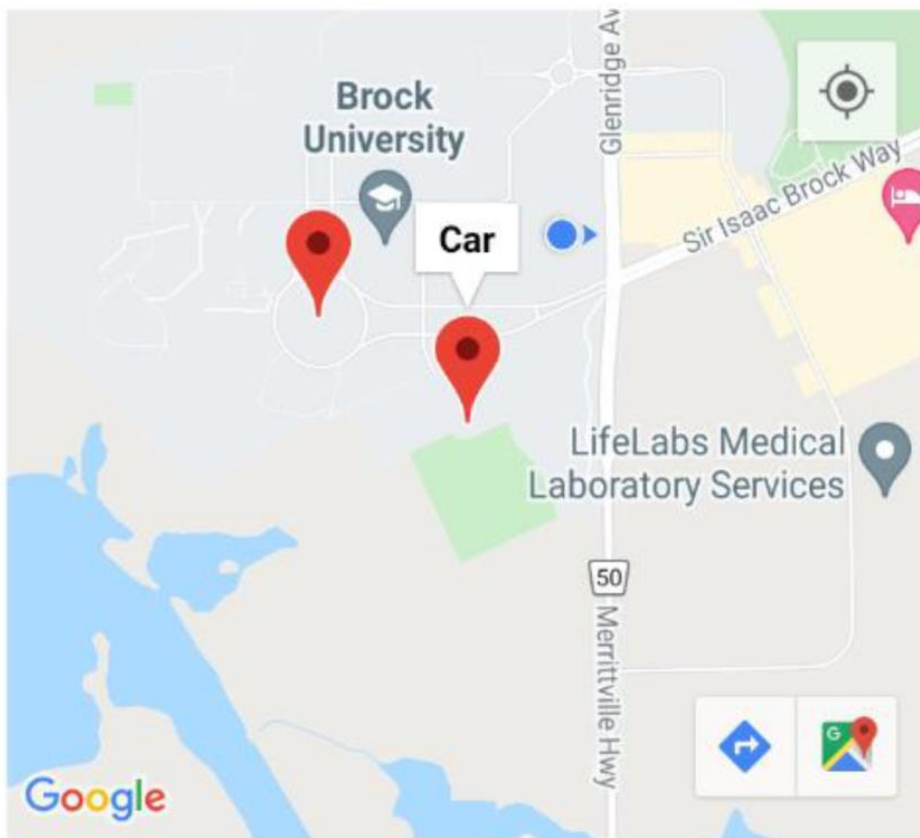 Brock
University
Glenridge Av
Car
Sir Isaac Brock Way
LifeLabs Medical
Laboratory Services
50
Merrittville Hwy
G
Google